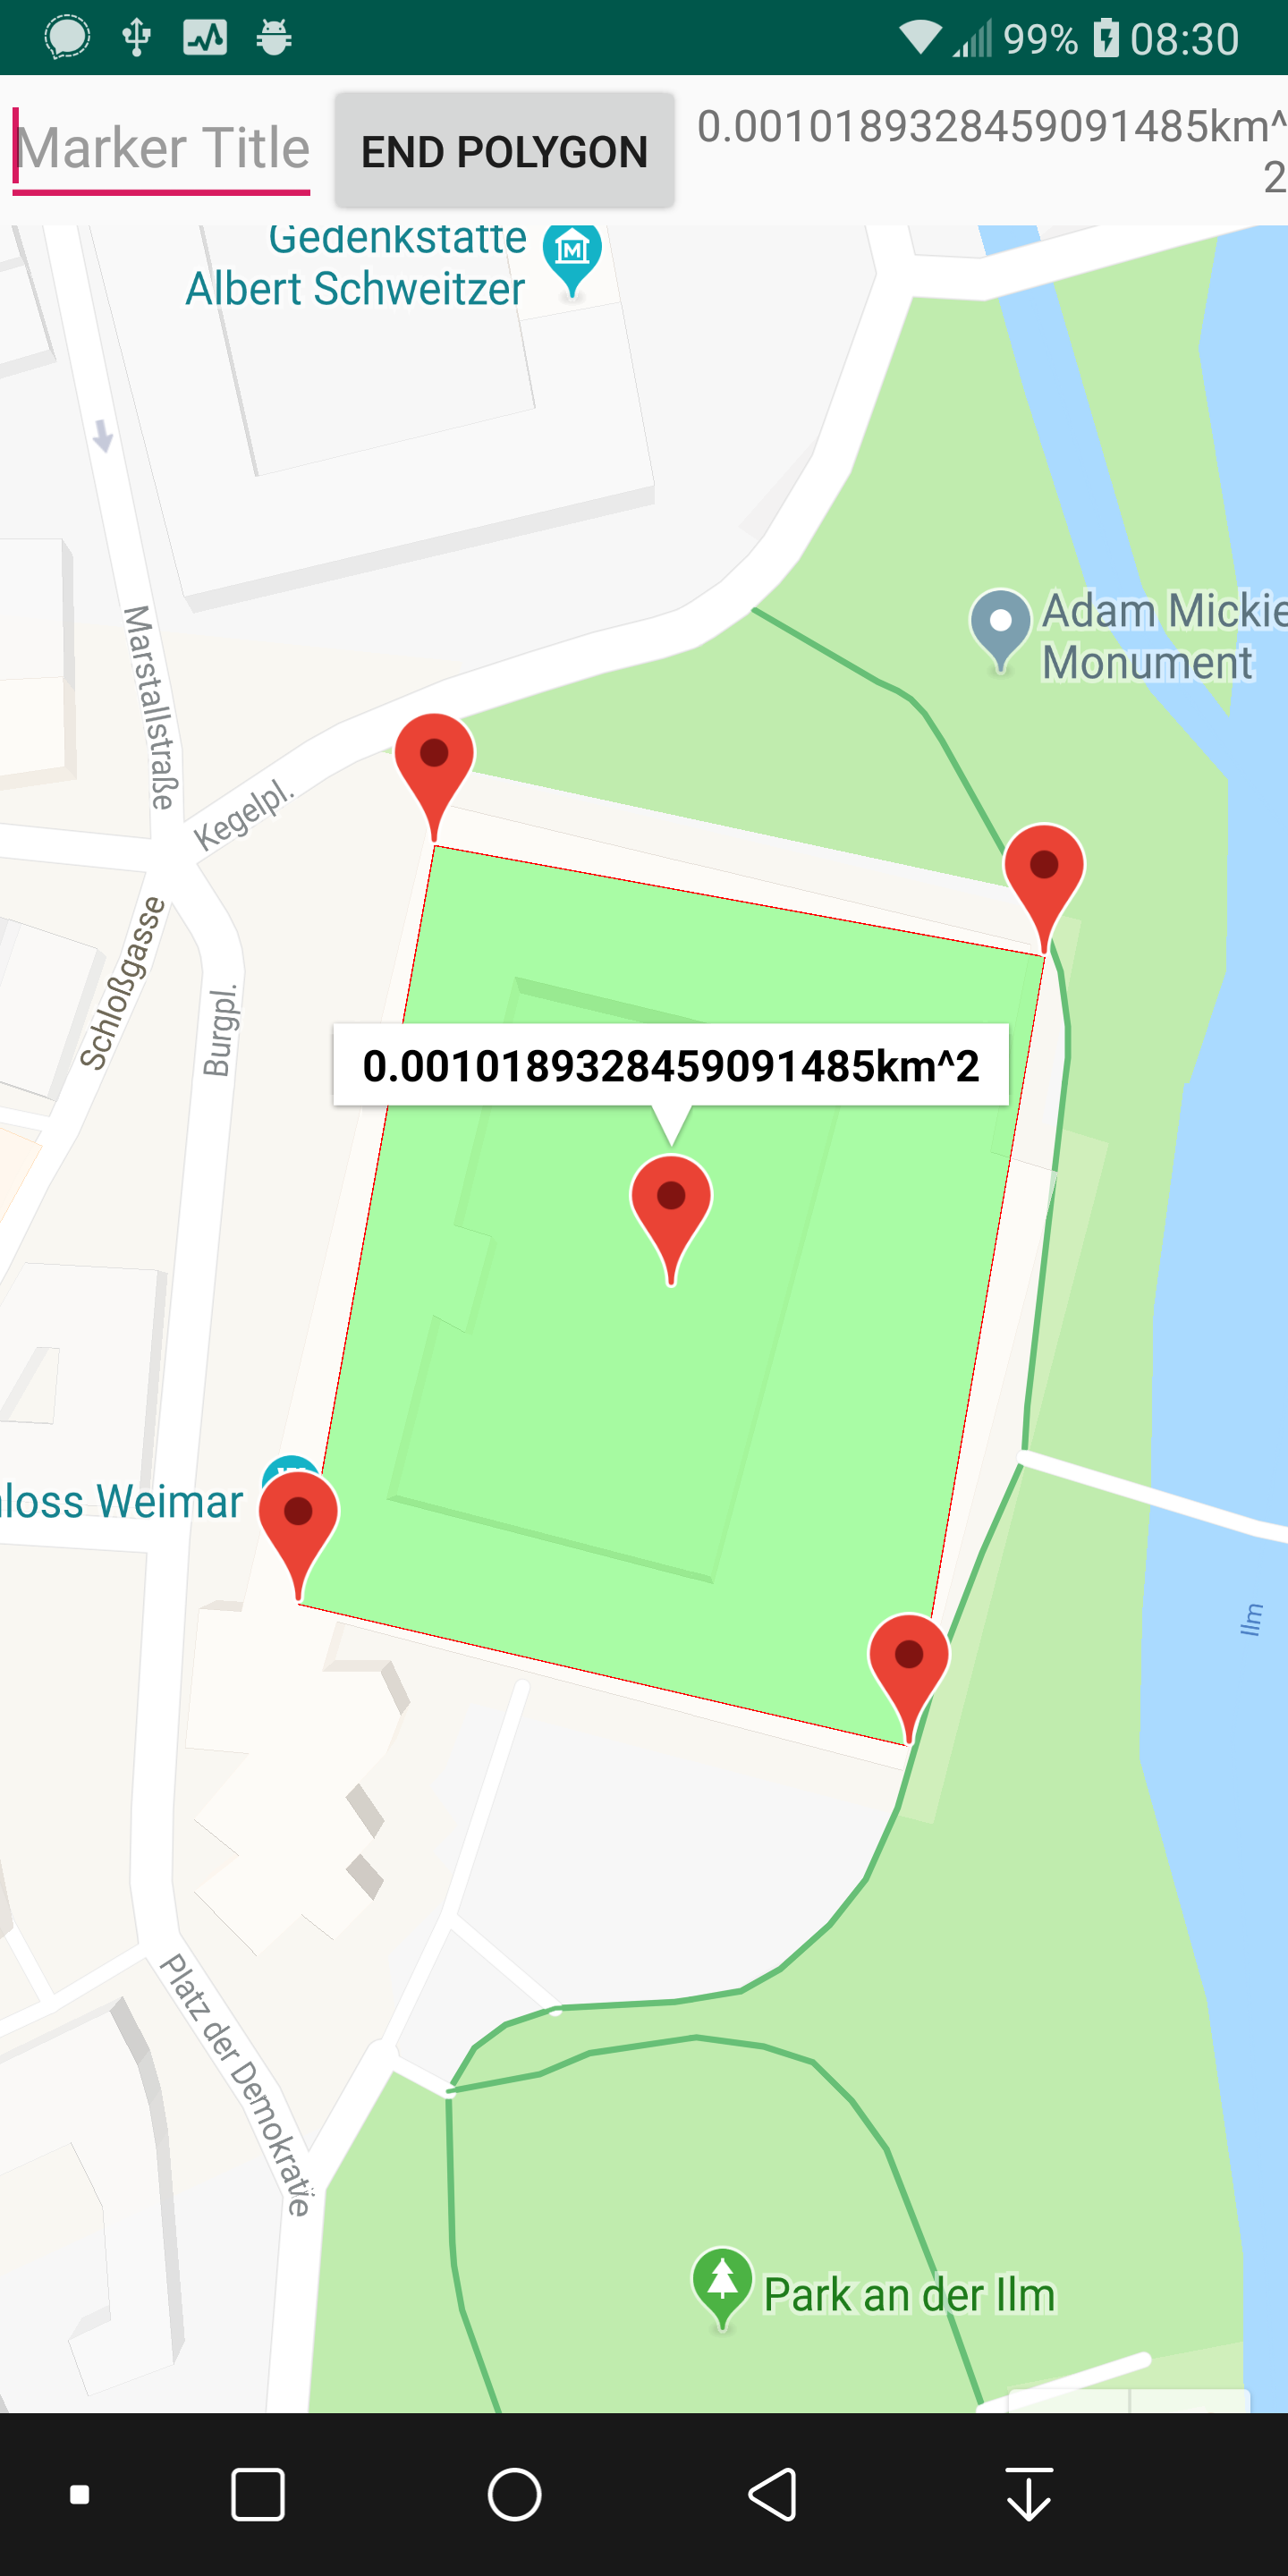 99% 08:30
Marker Title
END POLYGON
0.0010189328459091485km^
2
Gedenkstätte
Albert Schweitzer
Adam Mickie
Monument
Marstallstraße
Kegelpl.
Schloßgasse
Burgpl.
0.0010189328459091485km^2
loss Weimar
Ilm
Platz der Demokratie
Park an der Ilm